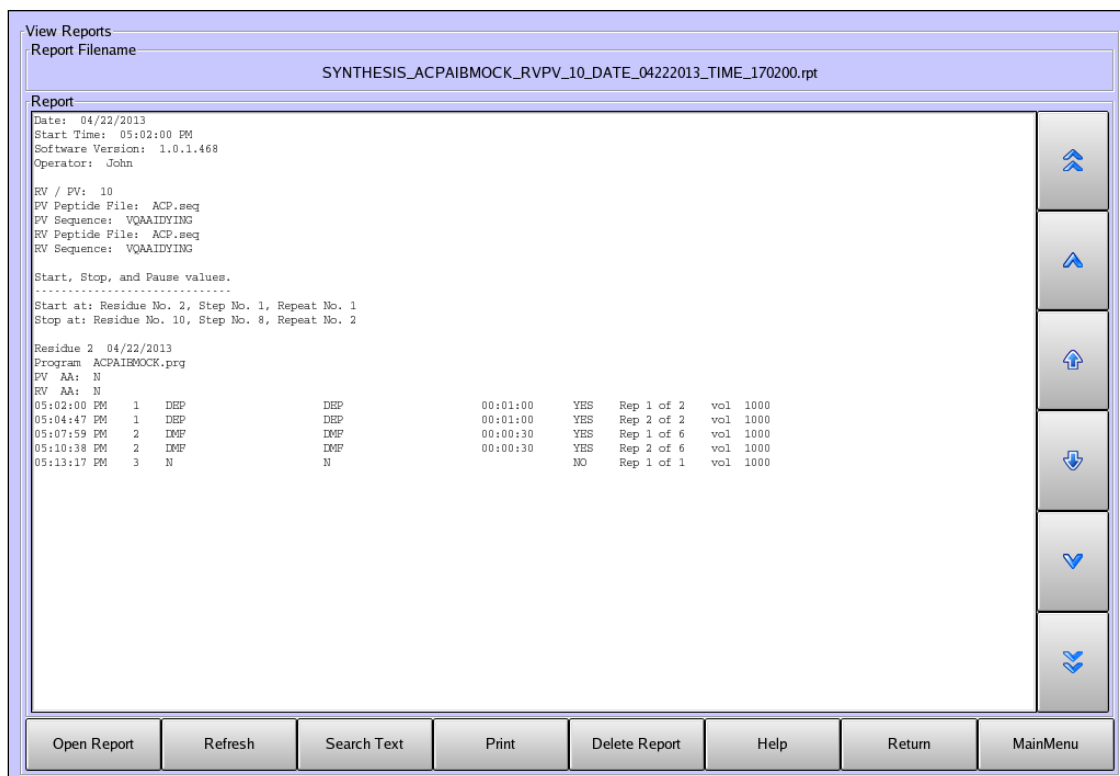 View Reports
Report Filename
SYNTHESIS_ACPAIBMOCK_RVPV_10_DATE_04222013_TIME_170200.rpt
Report
Date: 04/22/2013
Start Time: 05:02:00 PM
Software Version: 1.0.1.468
Operator: John
RV / PV: 10
PV Peptide File: ACP.seq
PV Sequence: VQAAIDYING
RV Peptide File: ACP.seq
RV Sequence: VQAAIDYING
Start, Stop, and Pause values.
------------------------------
Start at: Residue No. 2, Step No. 1, Repeat No. 1
Stop at: Residue No. 10, Step No. 8, Repeat No. 2
Residue 2 04/22/2013
Program ACPAIBMOCK.prg
PV AA: N
RV AA: N
05:02:00 PM 1 DEP DEP 00:01:00 YES Rep 1 of 2 vol 1000
05:04:47 PM 1 DEP DEP 00:01:00 YES Rep 2 of 2 vol 1000
05:07:59 PM 2 DMF DMF 00:00:30 YES Rep 1 of 6 vol 1000
05:10:38 PM 2 DMF DMF 00:00:30 YES Rep 2 of 6 vol 1000
05:13:17 PM 3 N N NO Rep 1 of 1 vol 1000
Open Report Refresh Search Text Print Delete Report Help Return MainMenu